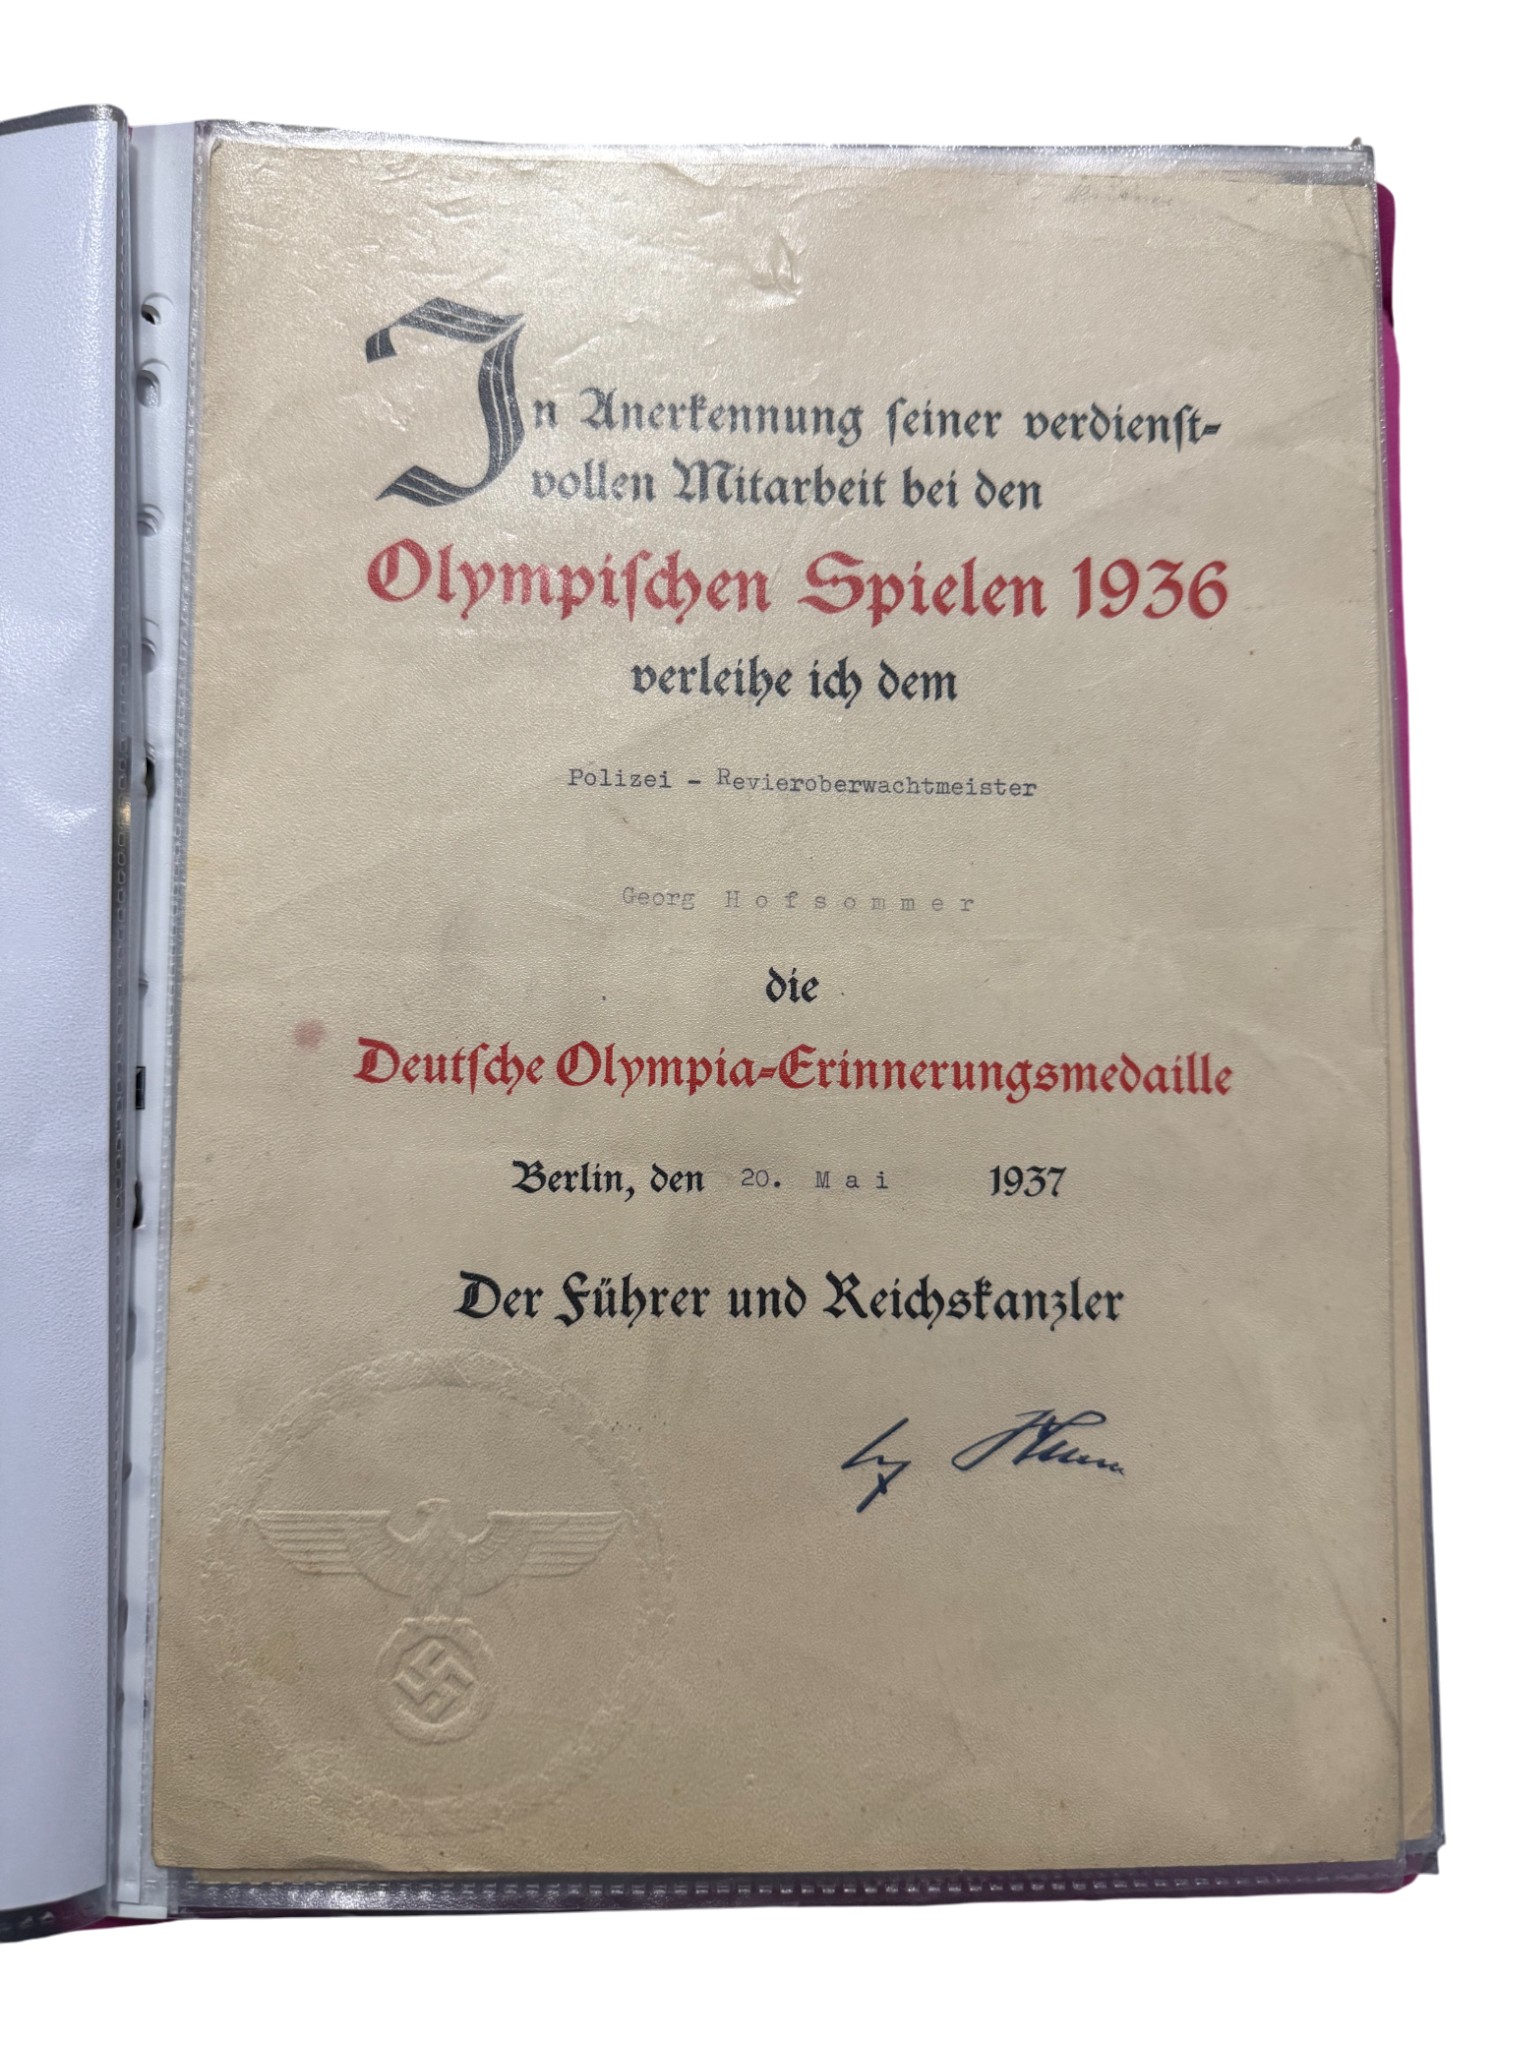 In Anerkennung seiner verdienst-
vollen Mitarbeit bei den
Olympischen Spielen 1936
verleihe ich dem
Polizei - Revieroberwachtmeister
Georg Hofsommer
die
Deutsche Olympia-Erinnerungsmedaille
Berlin, den 20. Mai 1937
Der Führer und Reichskanzler